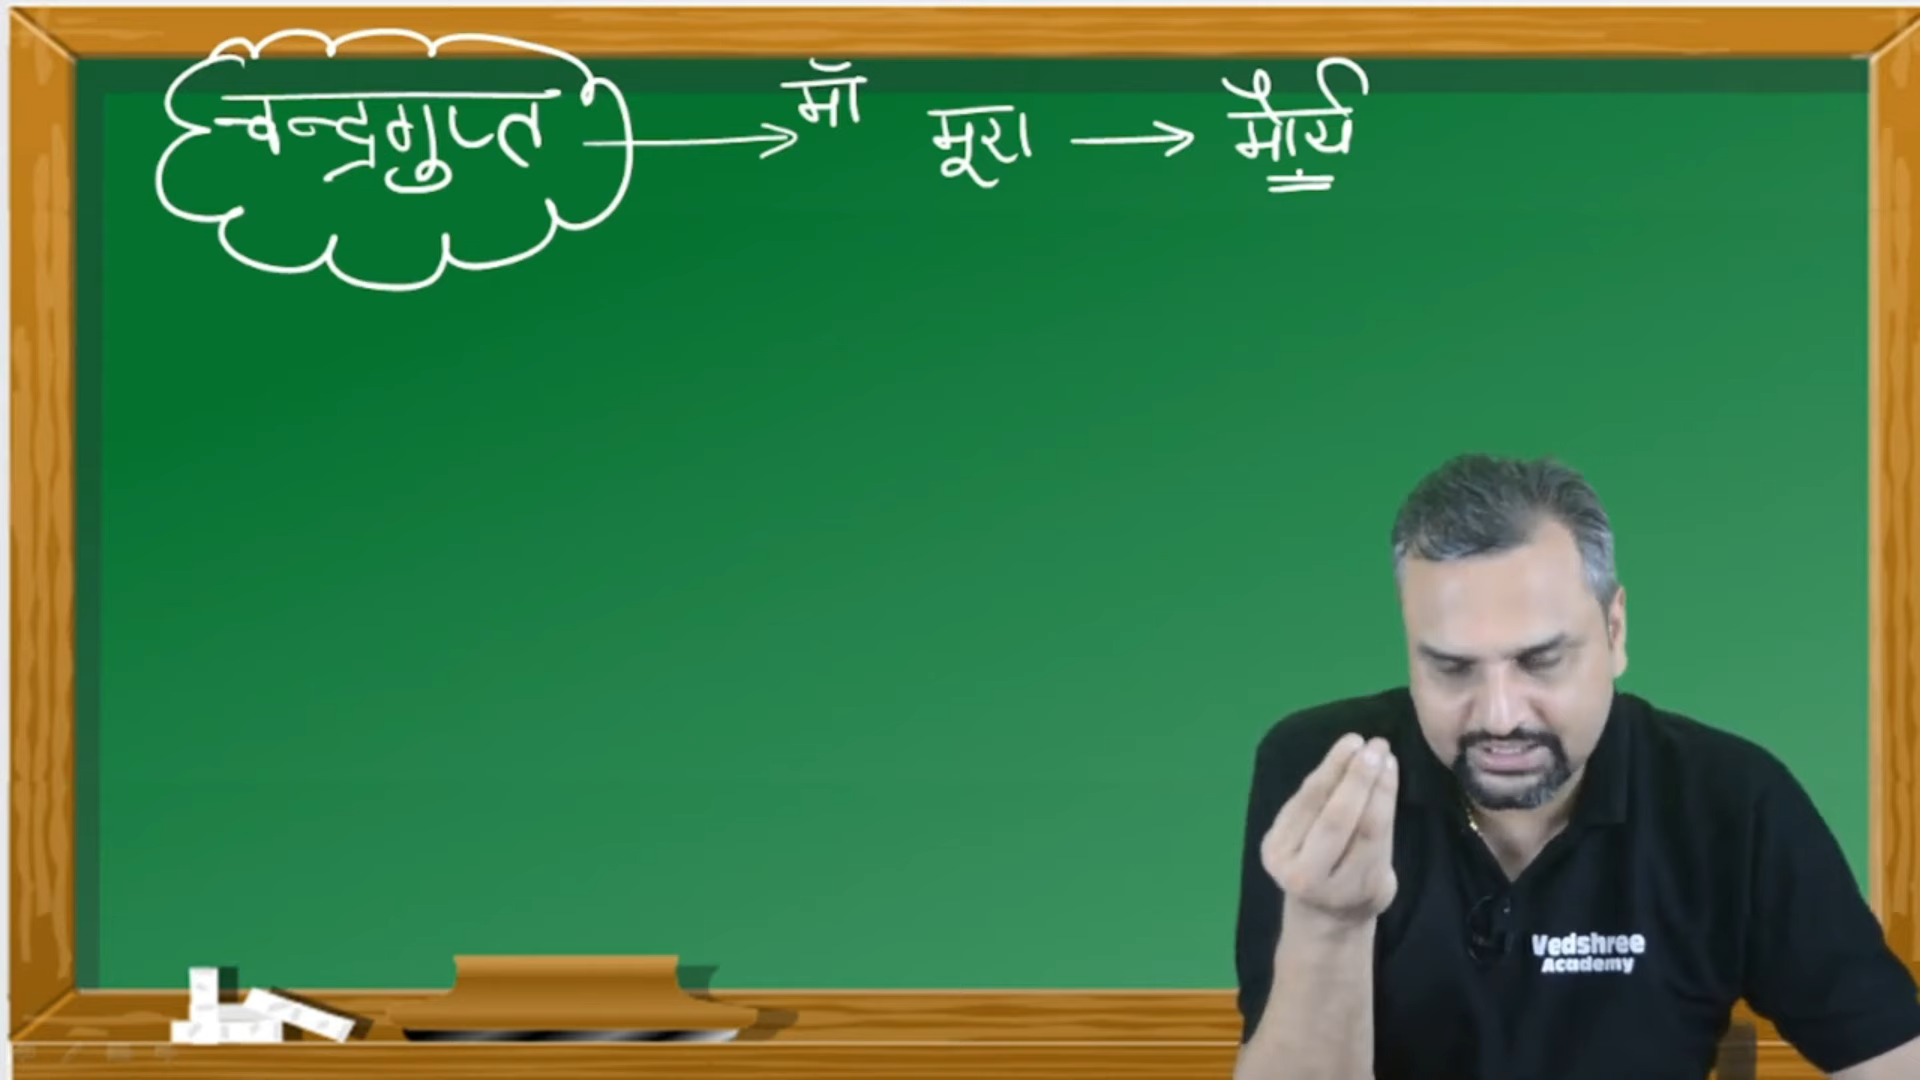 चन्द्रगुप्त → माँ मूरा → मौर्य
Vedshree
Academy